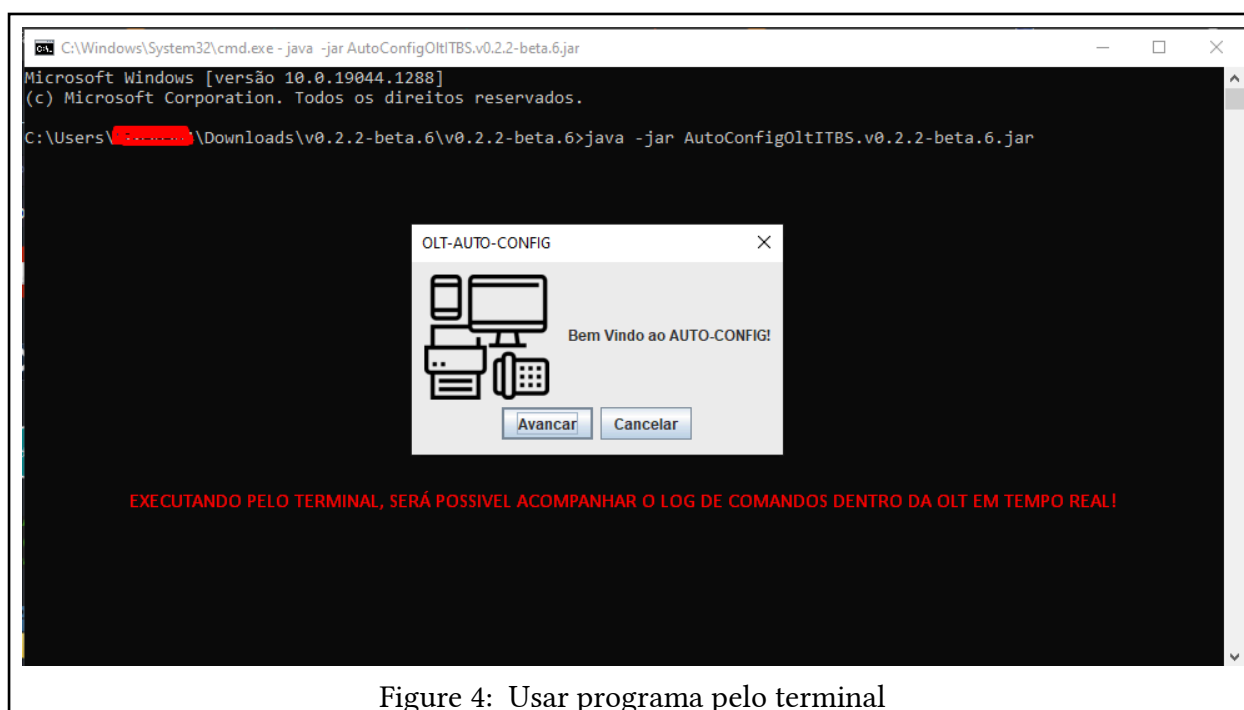 C:\Windows\System32\cmd.exe - java -jar AutoConfigOltITBS.v0.2.2-beta.6.jar
Microsoft Windows [versão 10.0.19044.1288]
(c) Microsoft Corporation. Todos os direitos reservados.
C:\Users\ \Downloads\v0.2.2-beta.6\v0.2.2-beta.6>java -jar AutoConfigOltITBS.v0.2.2-beta.6.jar
OLT-AUTO-CONFIG
Bem Vindo ao AUTO-CONFIG!
Avancar Cancelar
EXECUTANDO PELO TERMINAL, SERÁ POSSIVEL ACOMPANHAR O LOG DE COMANDOS DENTRO DA OLT EM TEMPO REAL!
Figure 4: Usar programa pelo terminal